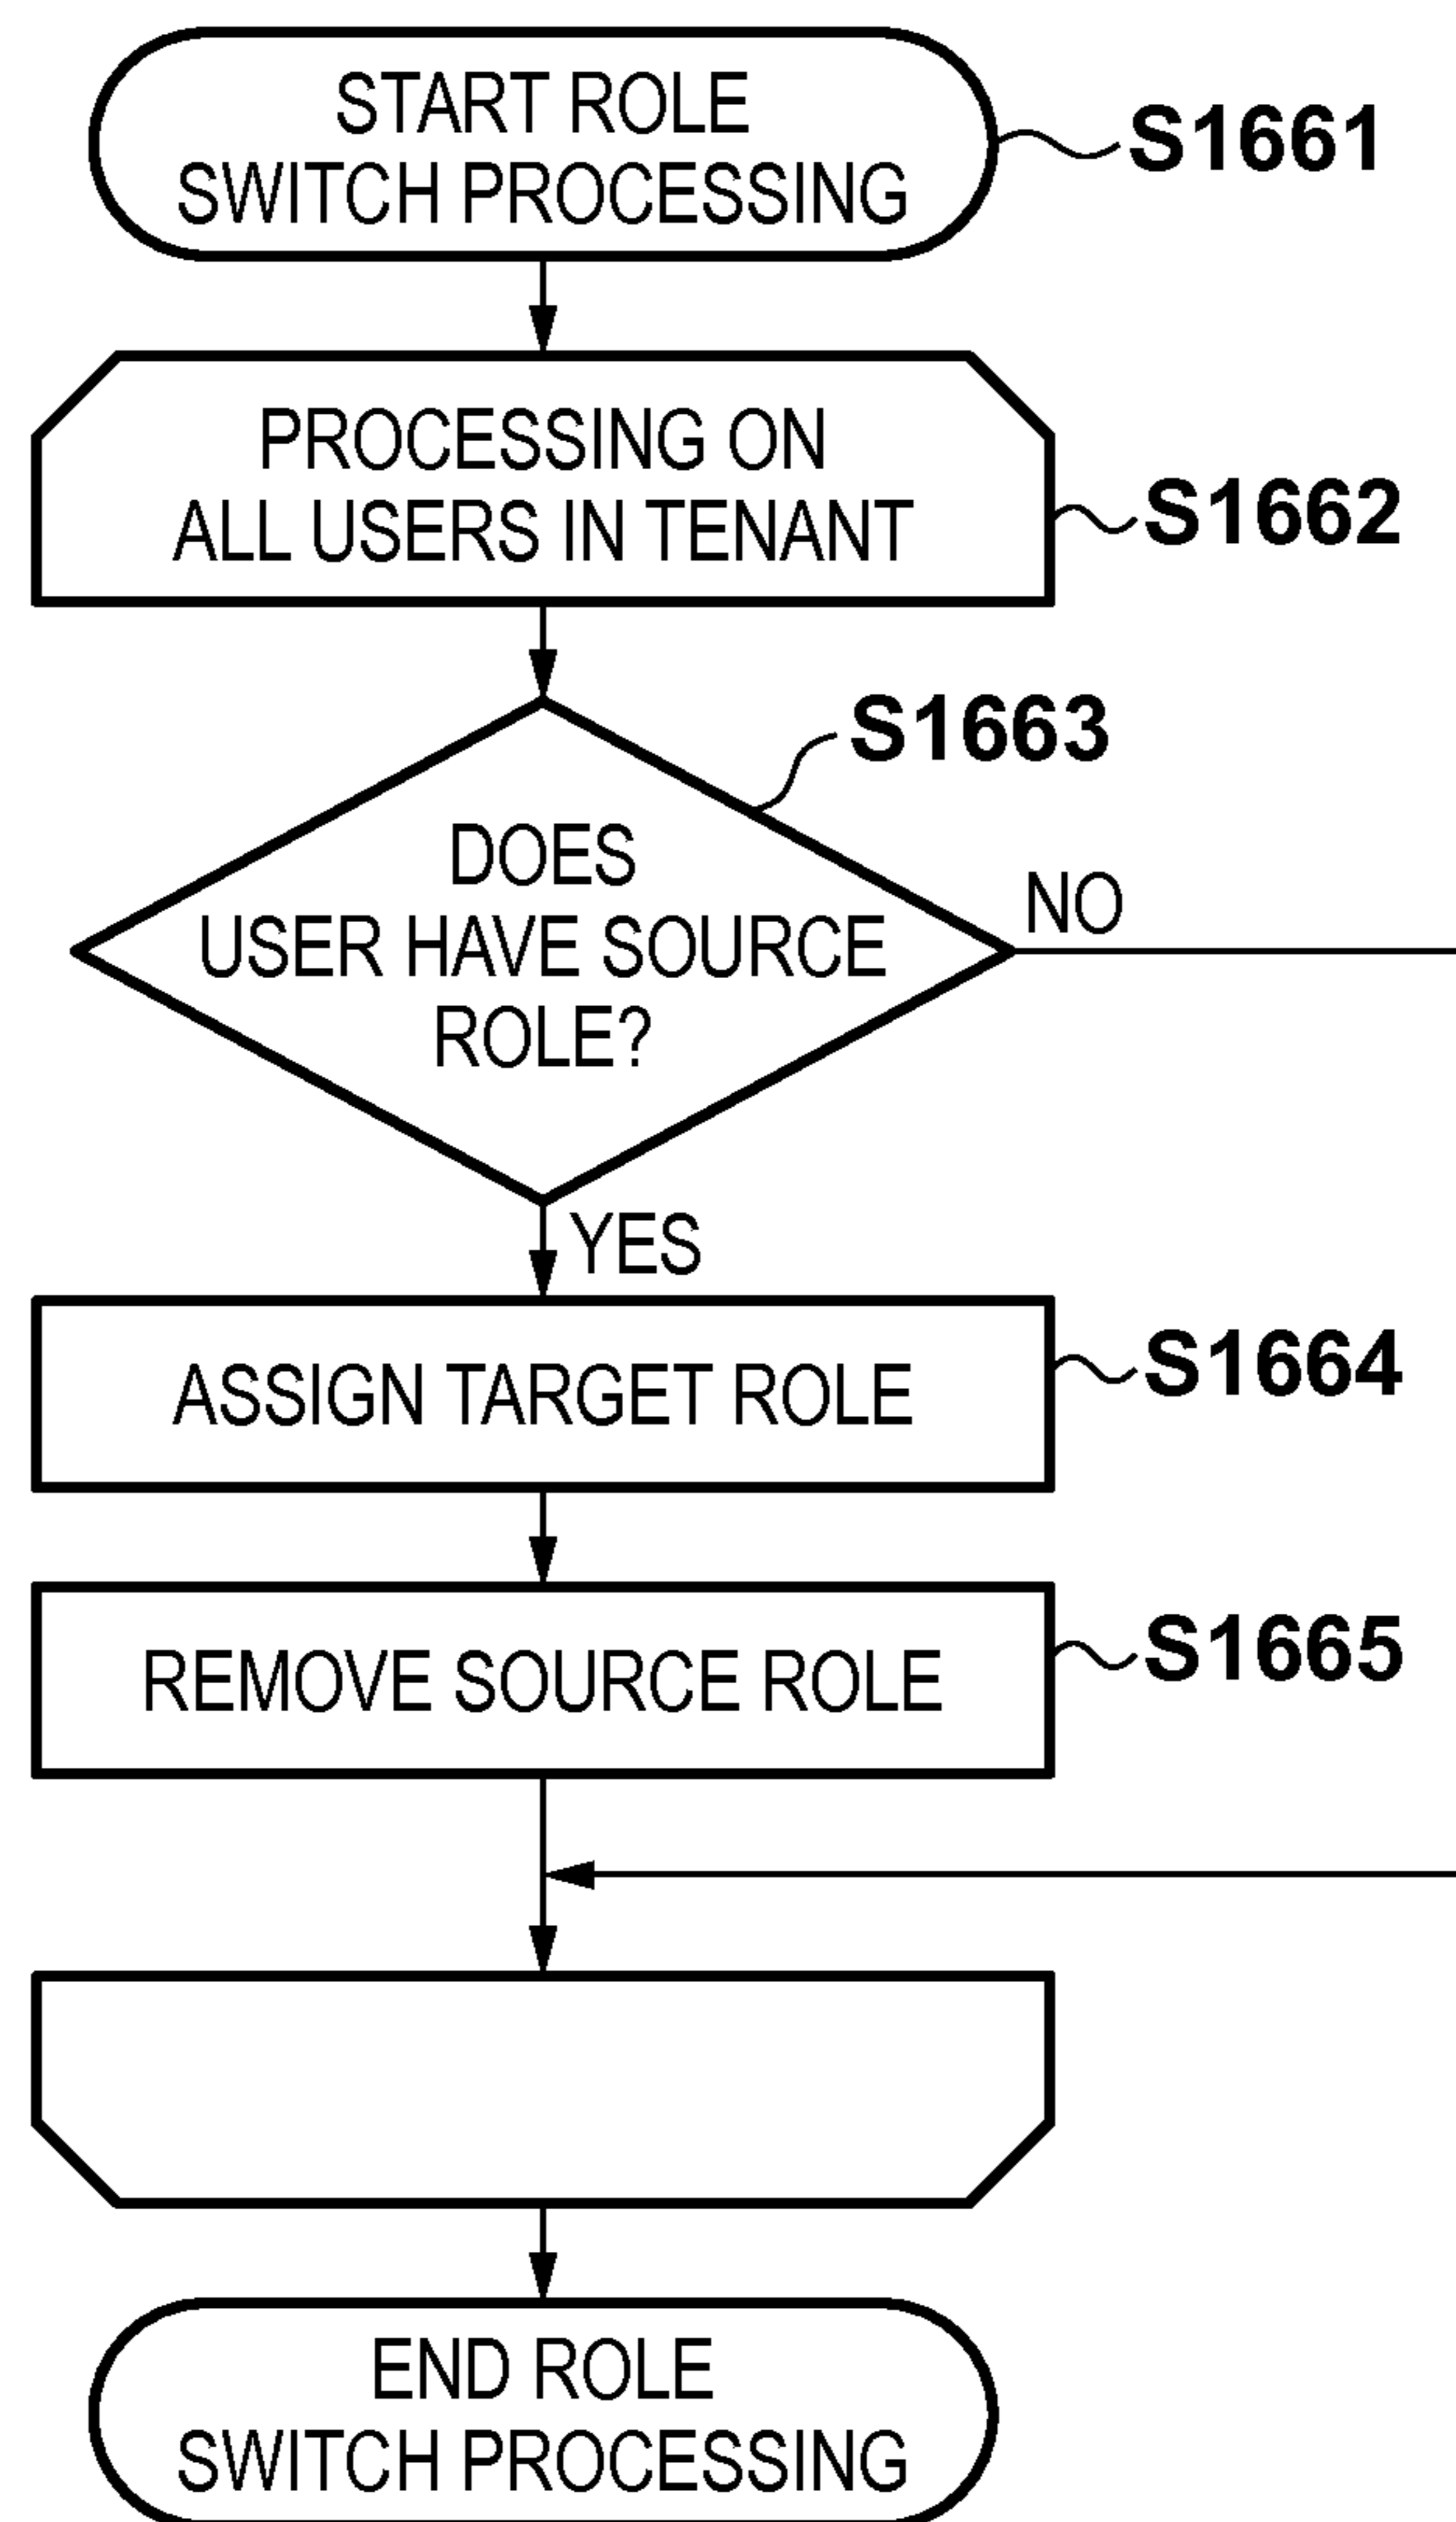 START ROLE
SWITCH PROCESSING
S1661
PROCESSING ON
ALL USERS IN TENANT
S1662
S1663
DOES
USER HAVE SOURCE
ROLE?
NO
YES
ASSIGN TARGET ROLE
S1664
REMOVE SOURCE ROLE
S1665
END ROLE
SWITCH PROCESSING